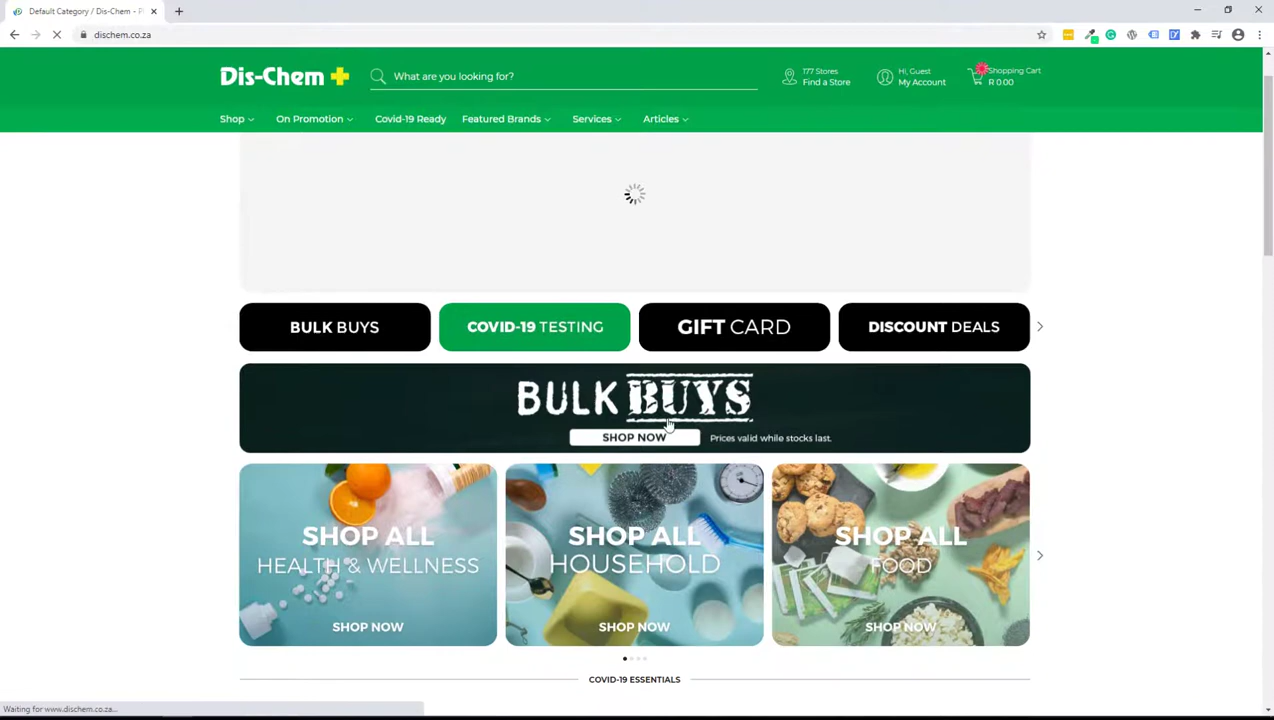 Default Category / Dis-Chem - P
dischem.co.za
Dis-Chem
What are you looking for?
177 Stores
Find a Store
Hi, Guest
My Account
Shopping Cart
R 0.00
Shop
On Promotion
Covid-19 Ready
Featured Brands
Services
Articles
BULK BUYS
COVID-19 TESTING
GIFT CARD
DISCOUNT DEALS
BULK BUYS
SHOP NOW
Prices valid while stocks last.
SHOP ALL
HEALTH & WELLNESS
SHOP NOW
SHOP ALL
HOUSEHOLD
SHOP NOW
SHOP ALL
FOOD
SHOP NOW
COVID-19 ESSENTIALS
Waiting for www.dischem.co.za...